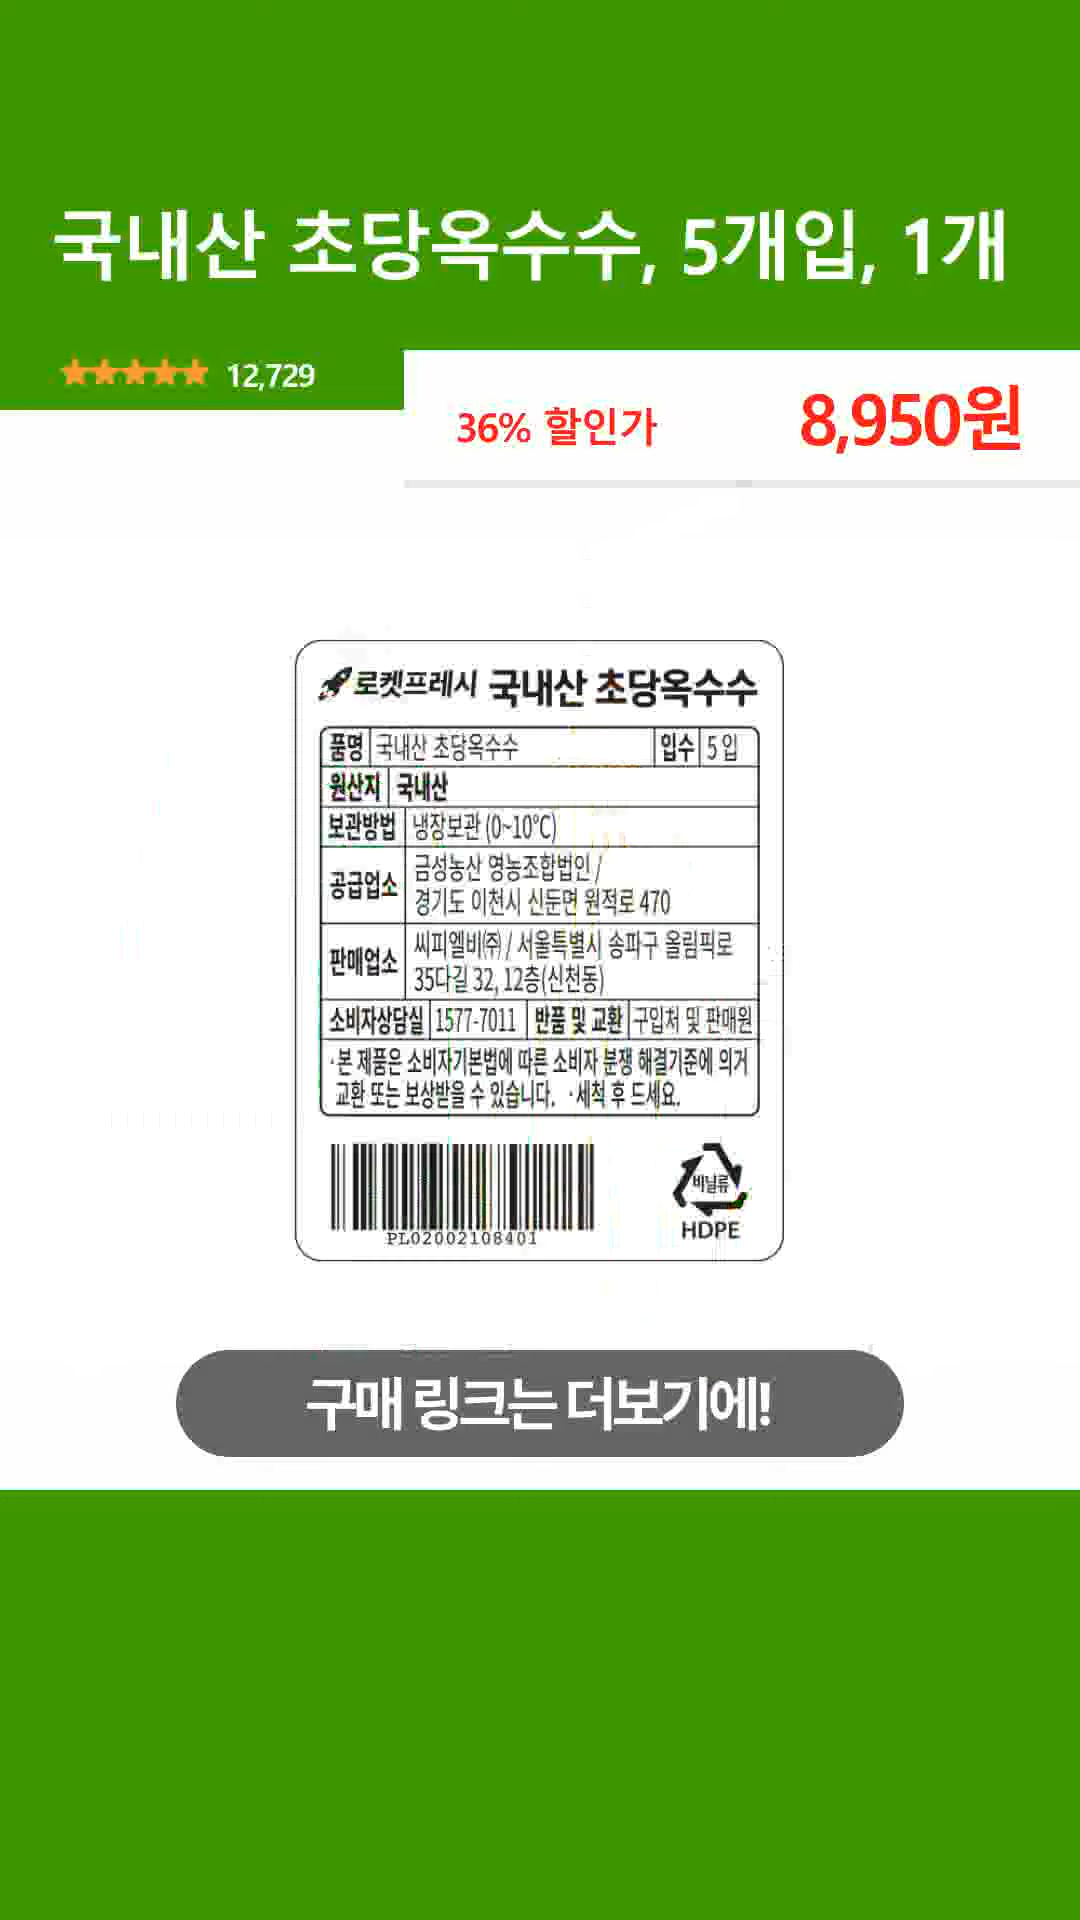 국내산 초당옥수수, 5개입, 1개
12,729
36% 할인가 8,950원
로켓프레시 국내산 초당옥수수
품명 국내산 초당옥수수 입수 5 입
원산지 국내산
보관방법 냉장보관 (0~10℃)
공급업소 금성농산 영농조합법인 /
경기도 이천시 신둔면 원적로 470
판매업소 씨피엘비㈜ / 서울특별시 송파구 올림픽로
35다길 32, 12층(신천동)
소비자상담실 1577-7011 반품 및 교환 구입처 및 판매원
·본 제품은 소비자기본법에 따른 소비자 분쟁 해결기준에 의거
교환 또는 보상받을 수 있습니다. ·세척 후 드세요.
PL02002108401
비닐류
HDPE
구매 링크는 더보기에!